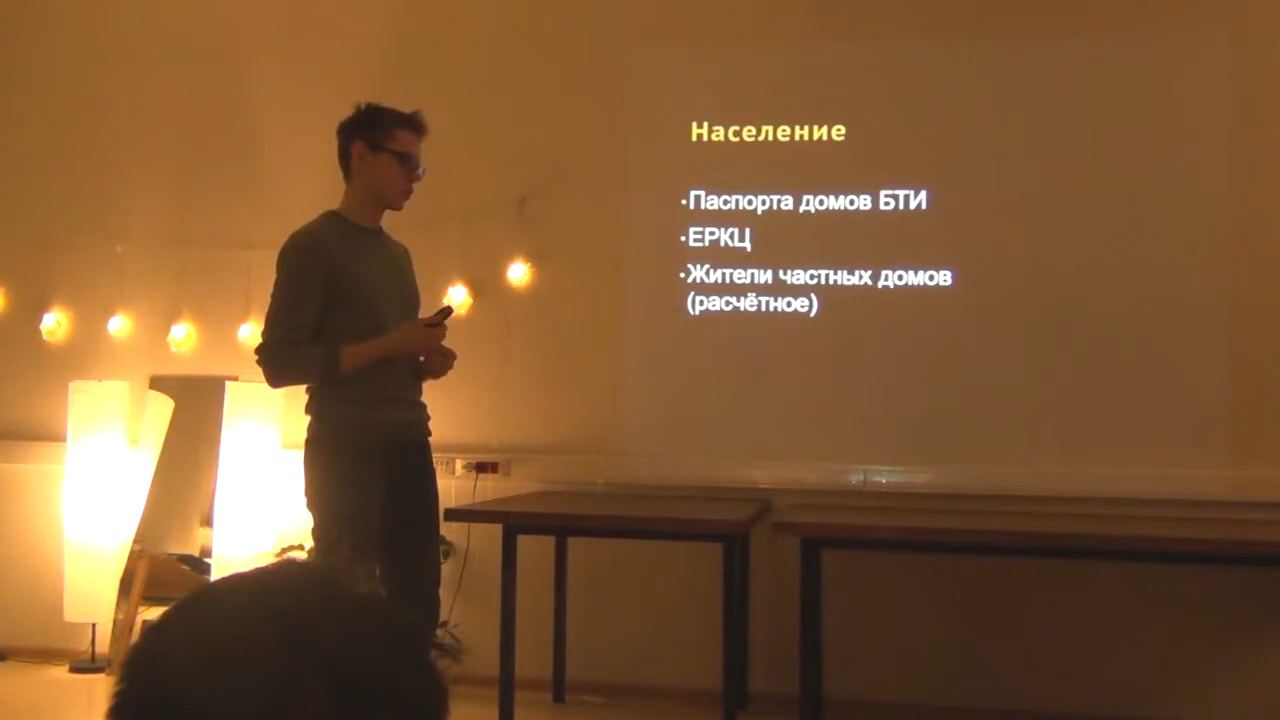 Население
·Паспорта домов БТИ
·ЕРКЦ
·Жители частных домов
(расчётное)